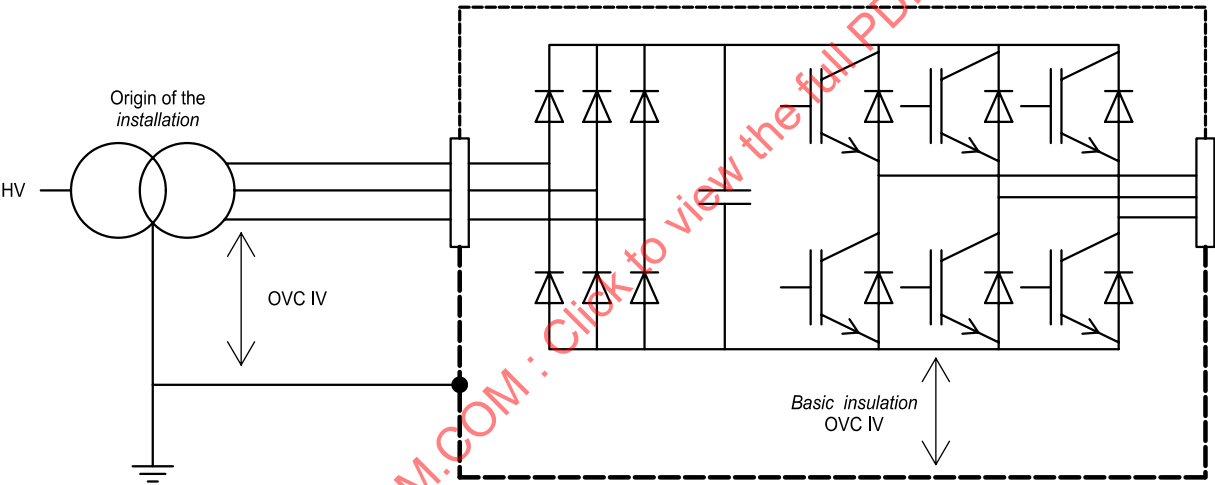 Origin of the
installation
HV
OVC IV
Basic insulation
OVC IV
M.COM : Click to view the full PD